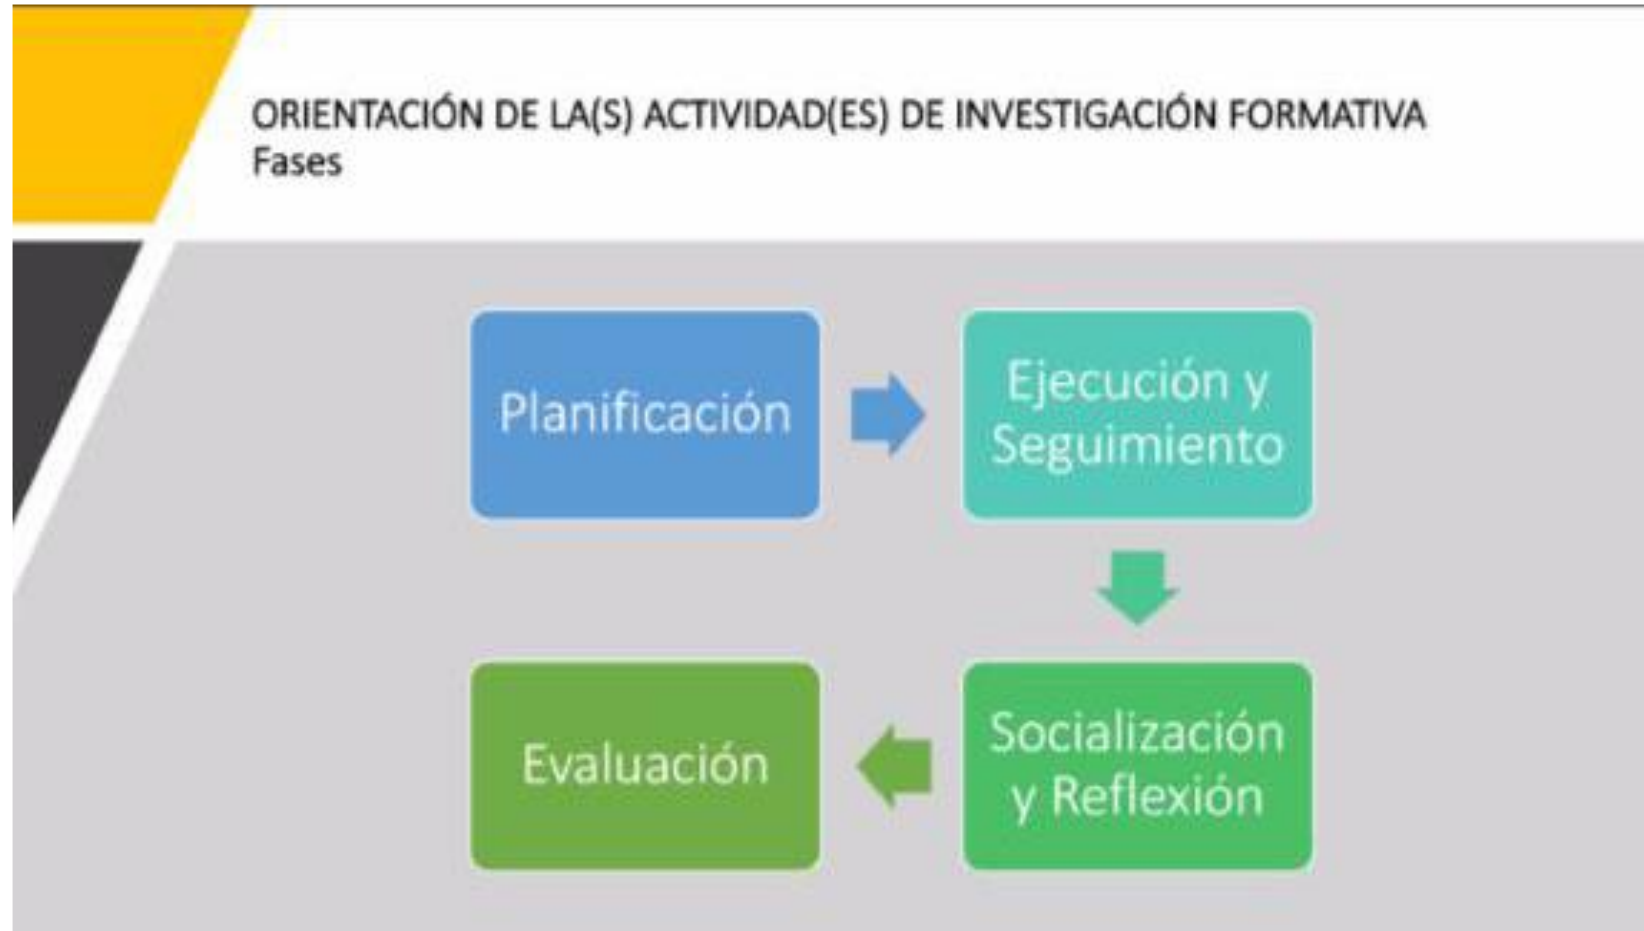 ORIENTACIÓN DE LA(S) ACTIVIDAD(ES) DE INVESTIGACIÓN FORMATIVA
Fases
Planificación
Ejecución y
Seguimiento
Socialización
y Reflexión
Evaluación